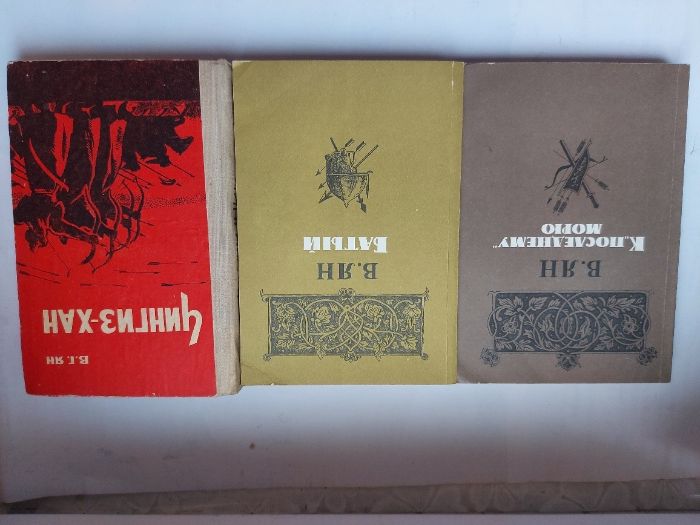 В. ЯН
К „ПОСЛЕДНЕМУ“
МОРЮ
В. ЯН
БАТЫЙ
В. Г. ЯН
ЧИНГИЗ-ХАН